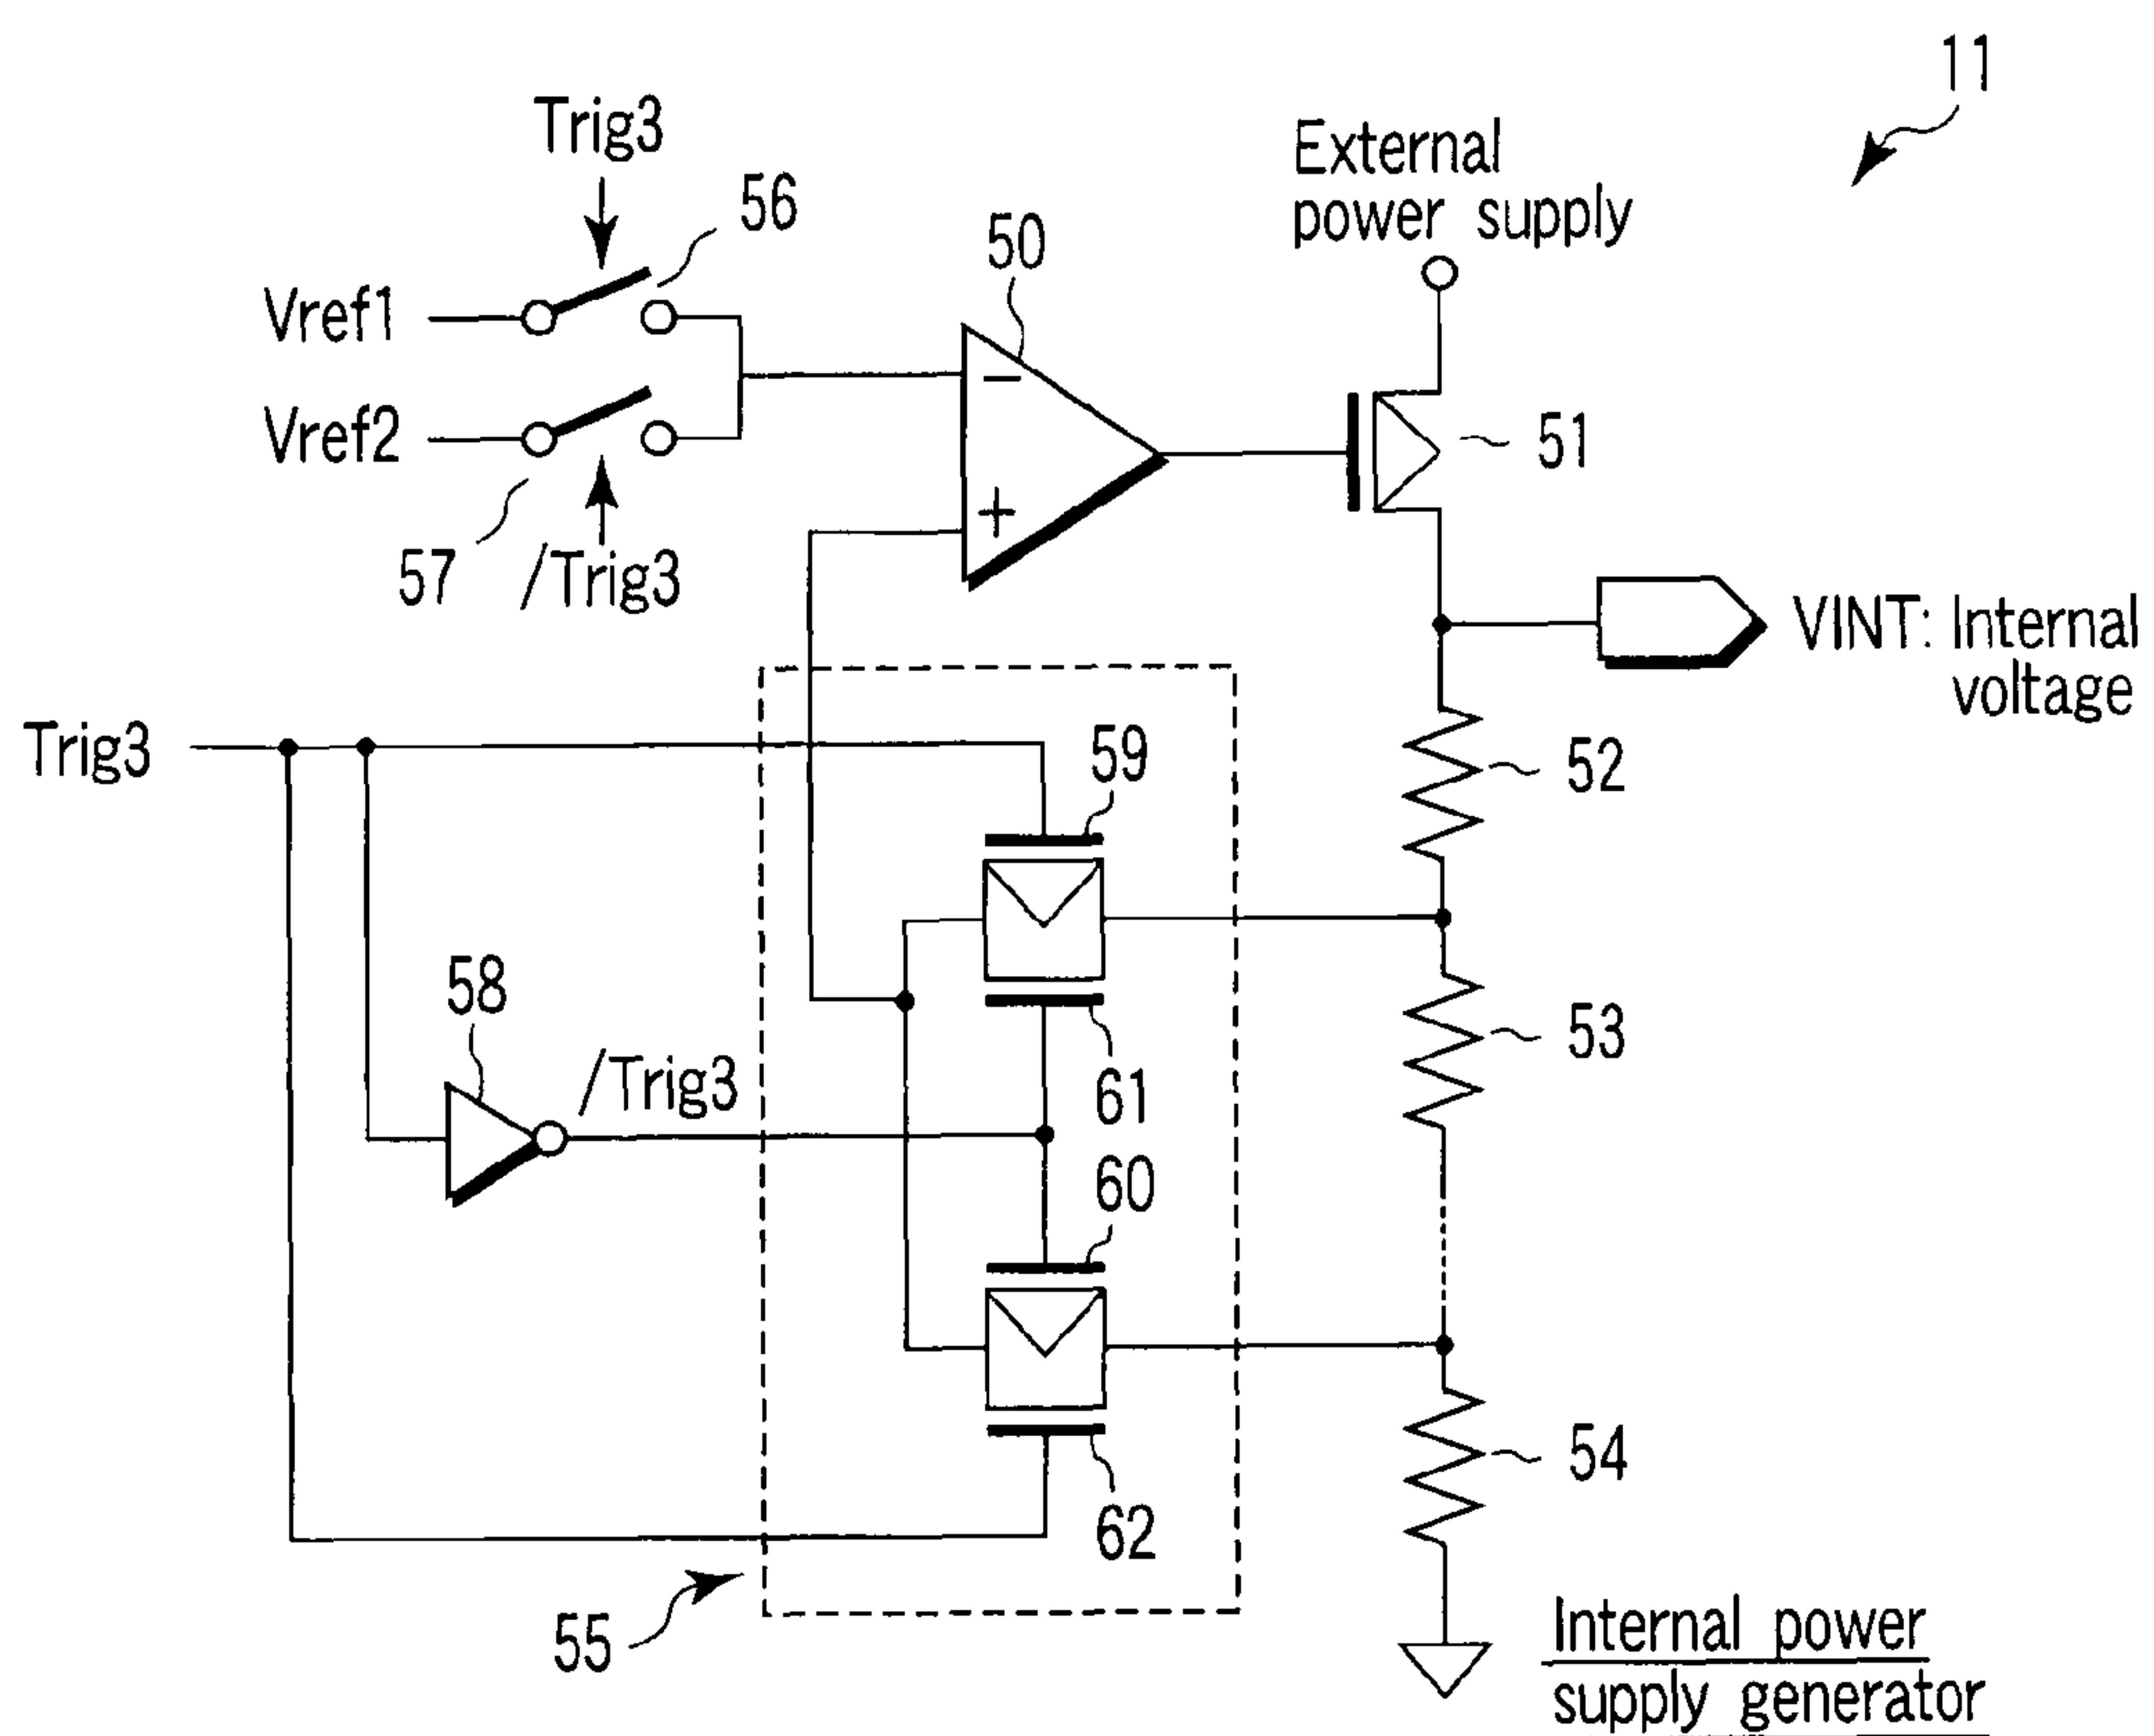 11
Trig3
56
External
power supply
50
Vref1
−
51
Vref2
+
57
/Trig3
VINT: Internal
voltage
Trig3
59
52
58
53
/Trig3
61
60
54
62
55
Internal power
supply generator